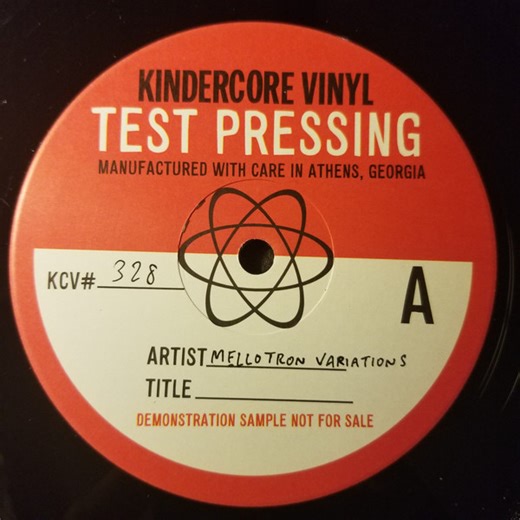 KINDERCORE VINYL
TEST PRESSING
MANUFACTURED WITH CARE IN ATHENS, GEORGIA
KCV# 328
A
ARTIST MELLOTRON VARIATIONS
TITLE
DEMONSTRATION SAMPLE NOT FOR SALE